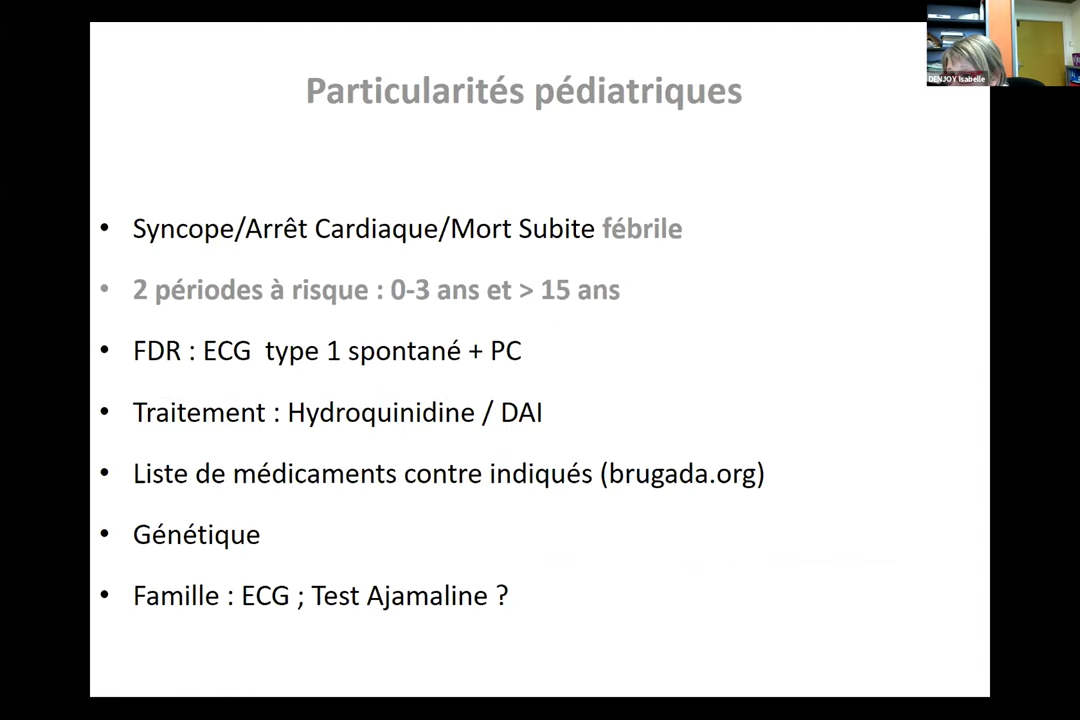 DENJOY Isabelle
Particularités pédiatriques
• Syncope/Arrêt Cardiaque/Mort Subite fébrile
• 2 périodes à risque : 0-3 ans et > 15 ans
• FDR : ECG  type 1 spontané + PC
• Traitement : Hydroquinidine / DAI
• Liste de médicaments contre indiqués (brugada.org)
• Génétique
• Famille : ECG ; Test Ajamaline ?